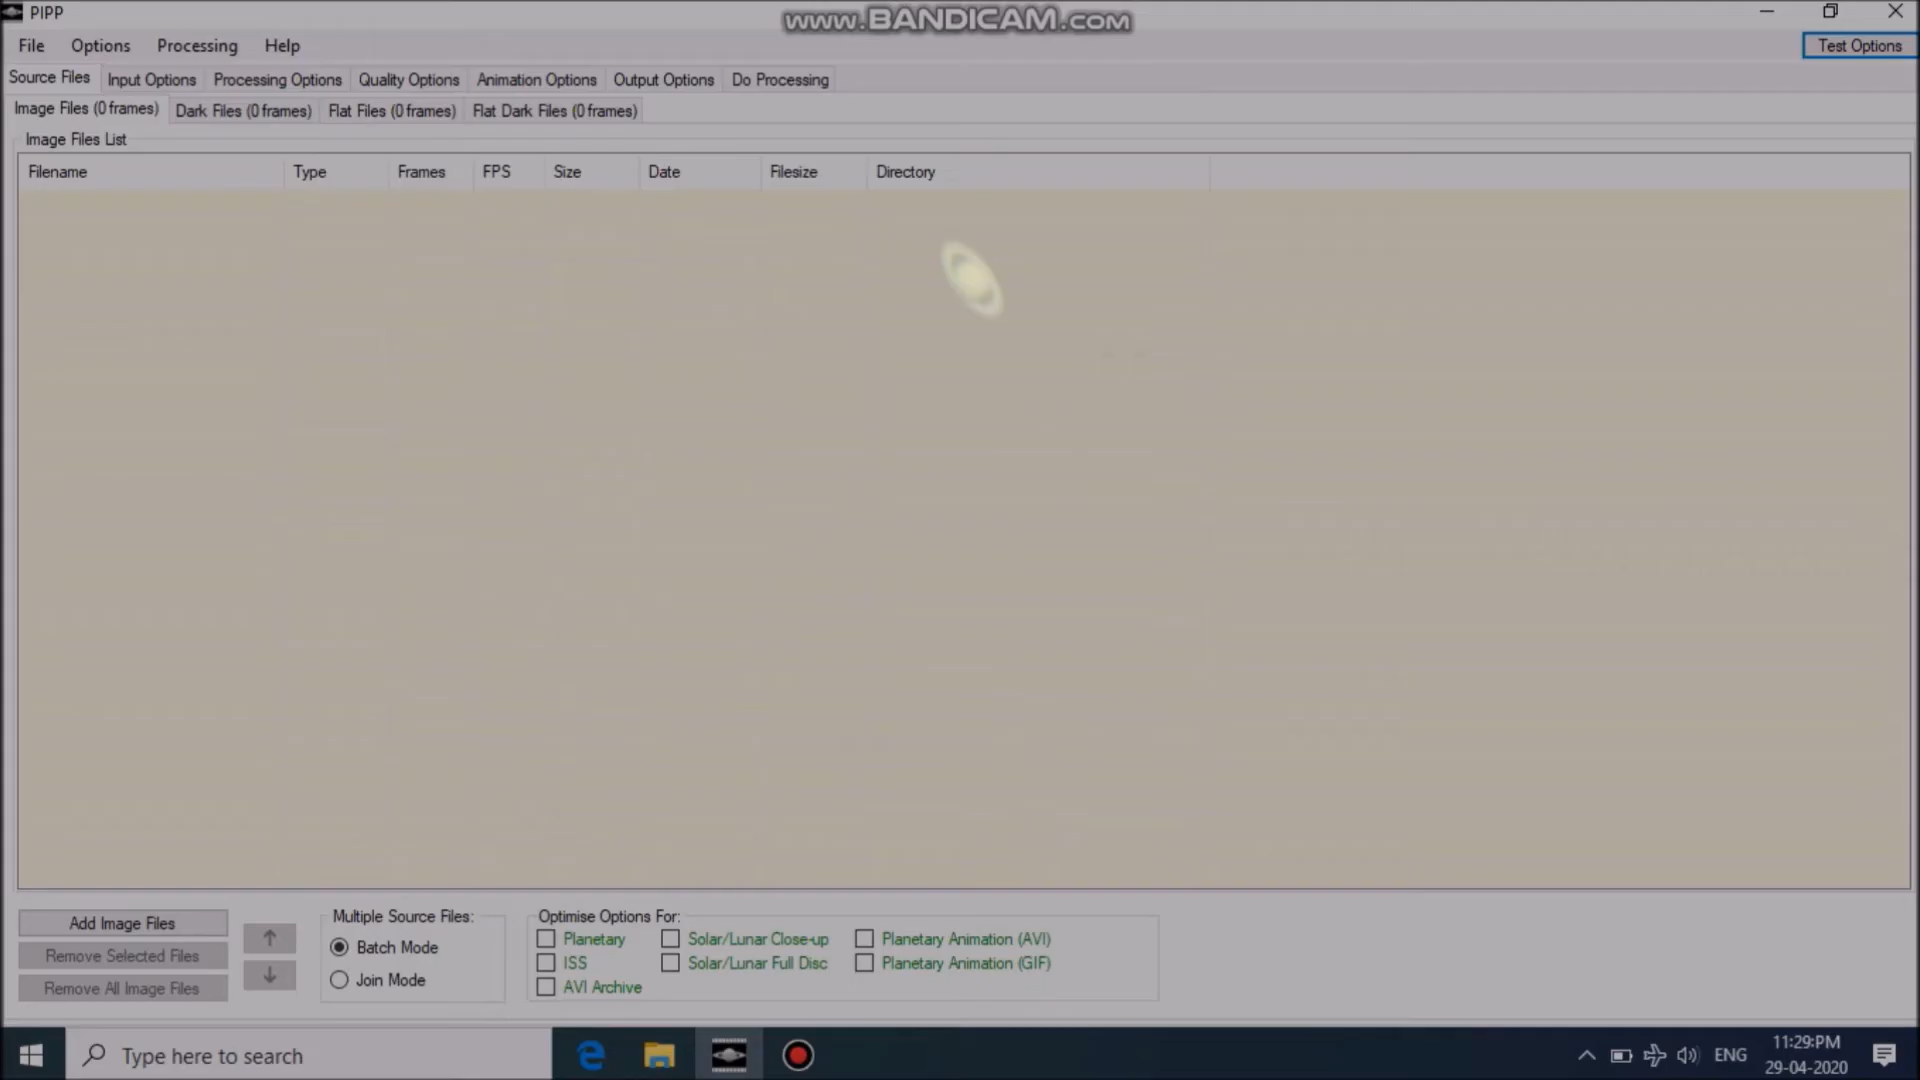 PIPP
www.BANDICAM.com
File Options Processing Help
Test Options
Source Files Input Options Processing Options Quality Options Animation Options Output Options Do Processing
Image Files (0 frames) Dark Files (0 frames) Flat Files (0 frames) Flat Dark Files (0 frames)
Image Files List
Filename Type Frames FPS Size Date Filesize Directory
Add Image Files
Remove Selected Files
Remove All Image Files
Multiple Source Files:
Batch Mode
Join Mode
Optimise Options For:
Planetary Solar/Lunar Close-up Planetary Animation (AVI)
ISS Solar/Lunar Full Disc Planetary Animation (GIF)
AVI Archive
Type here to search
ENG
11:29:PM
29-04-2020